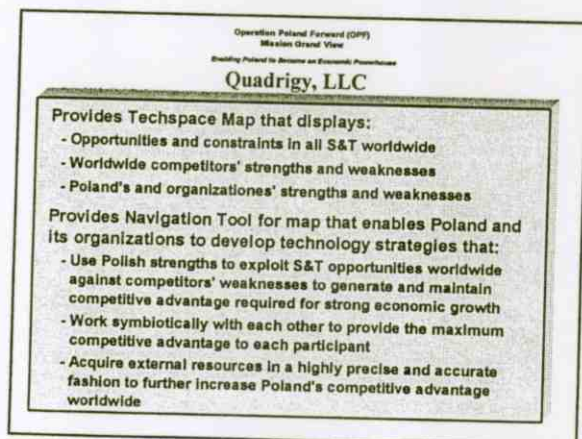 Operation Poland Forward (OPF)
Mission Grand View
Enabling Poland to Become an Economic Powerhouse
Quadrigy, LLC
Provides Techspace Map that displays:
- Opportunities and constraints in all S&T worldwide
- Worldwide competitors' strengths and weaknesses
- Poland's and organizationes' strengths and weaknesses
Provides Navigation Tool for map that enables Poland and
its organizations to develop technology strategies that:
- Use Polish strengths to exploit S&T opportunities worldwide
against competitors' weaknesses to generate and maintain
competitive advantage required for strong economic growth
- Work symbiotically with each other to provide the maximum
competitive advantage to each participant
- Acquire external resources in a highly precise and accurate
fashion to further increase Poland's competitive advantage
worldwide